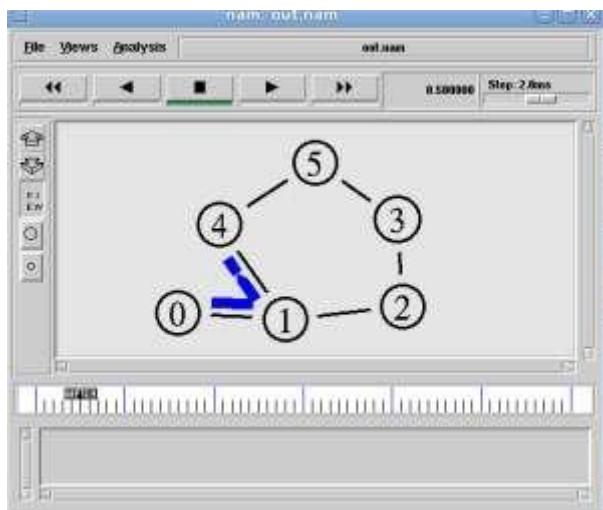 nam: out.nam
File Views Analysis out.nam
0.500000 Step: 2.0ms
5
4 3
0 1 2